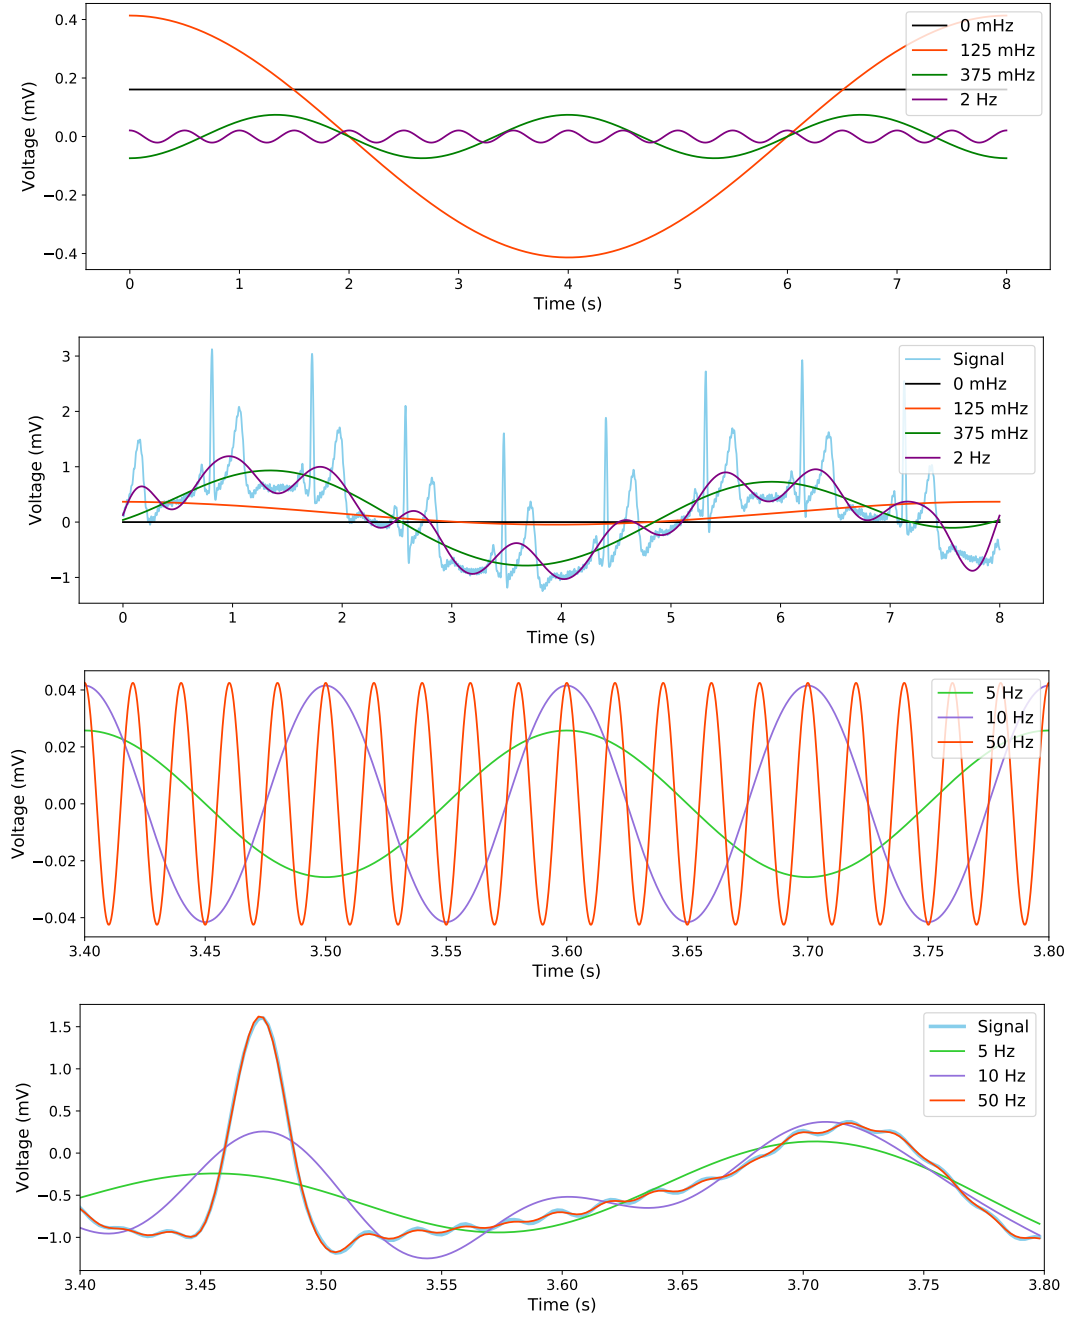 0.4
0.2
0.0
−0.2
−0.4
Voltage (mV)
0 mHz
125 mHz
375 mHz
2 Hz
0 1 2 3 4 5 6 7 8
Time (s)
3
2
1
0
−1
Voltage (mV)
Signal
0 mHz
125 mHz
375 mHz
2 Hz
0 1 2 3 4 5 6 7 8
Time (s)
0.04
0.02
0.00
−0.02
−0.04
Voltage (mV)
5 Hz
10 Hz
50 Hz
3.40 3.45 3.50 3.55 3.60 3.65 3.70 3.75 3.80
Time (s)
1.5
1.0
0.5
0.0
−0.5
−1.0
Voltage (mV)
Signal
5 Hz
10 Hz
50 Hz
3.40 3.45 3.50 3.55 3.60 3.65 3.70 3.75 3.80
Time (s)